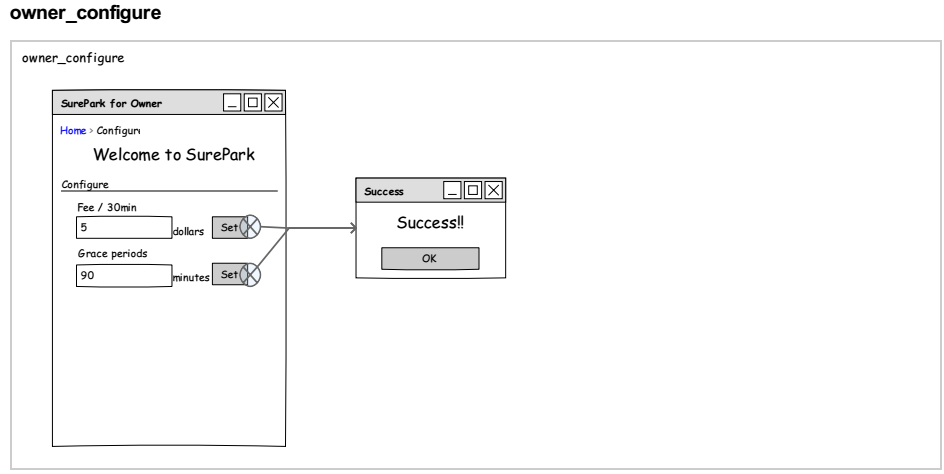 owner_configure
owner_configure
SurePark for Owner
Home > Configur
Welcome to SurePark
Configure
Fee / 30min
5 dollars Set
Grace periods
90 minutes Set
Success
Success!!
OK